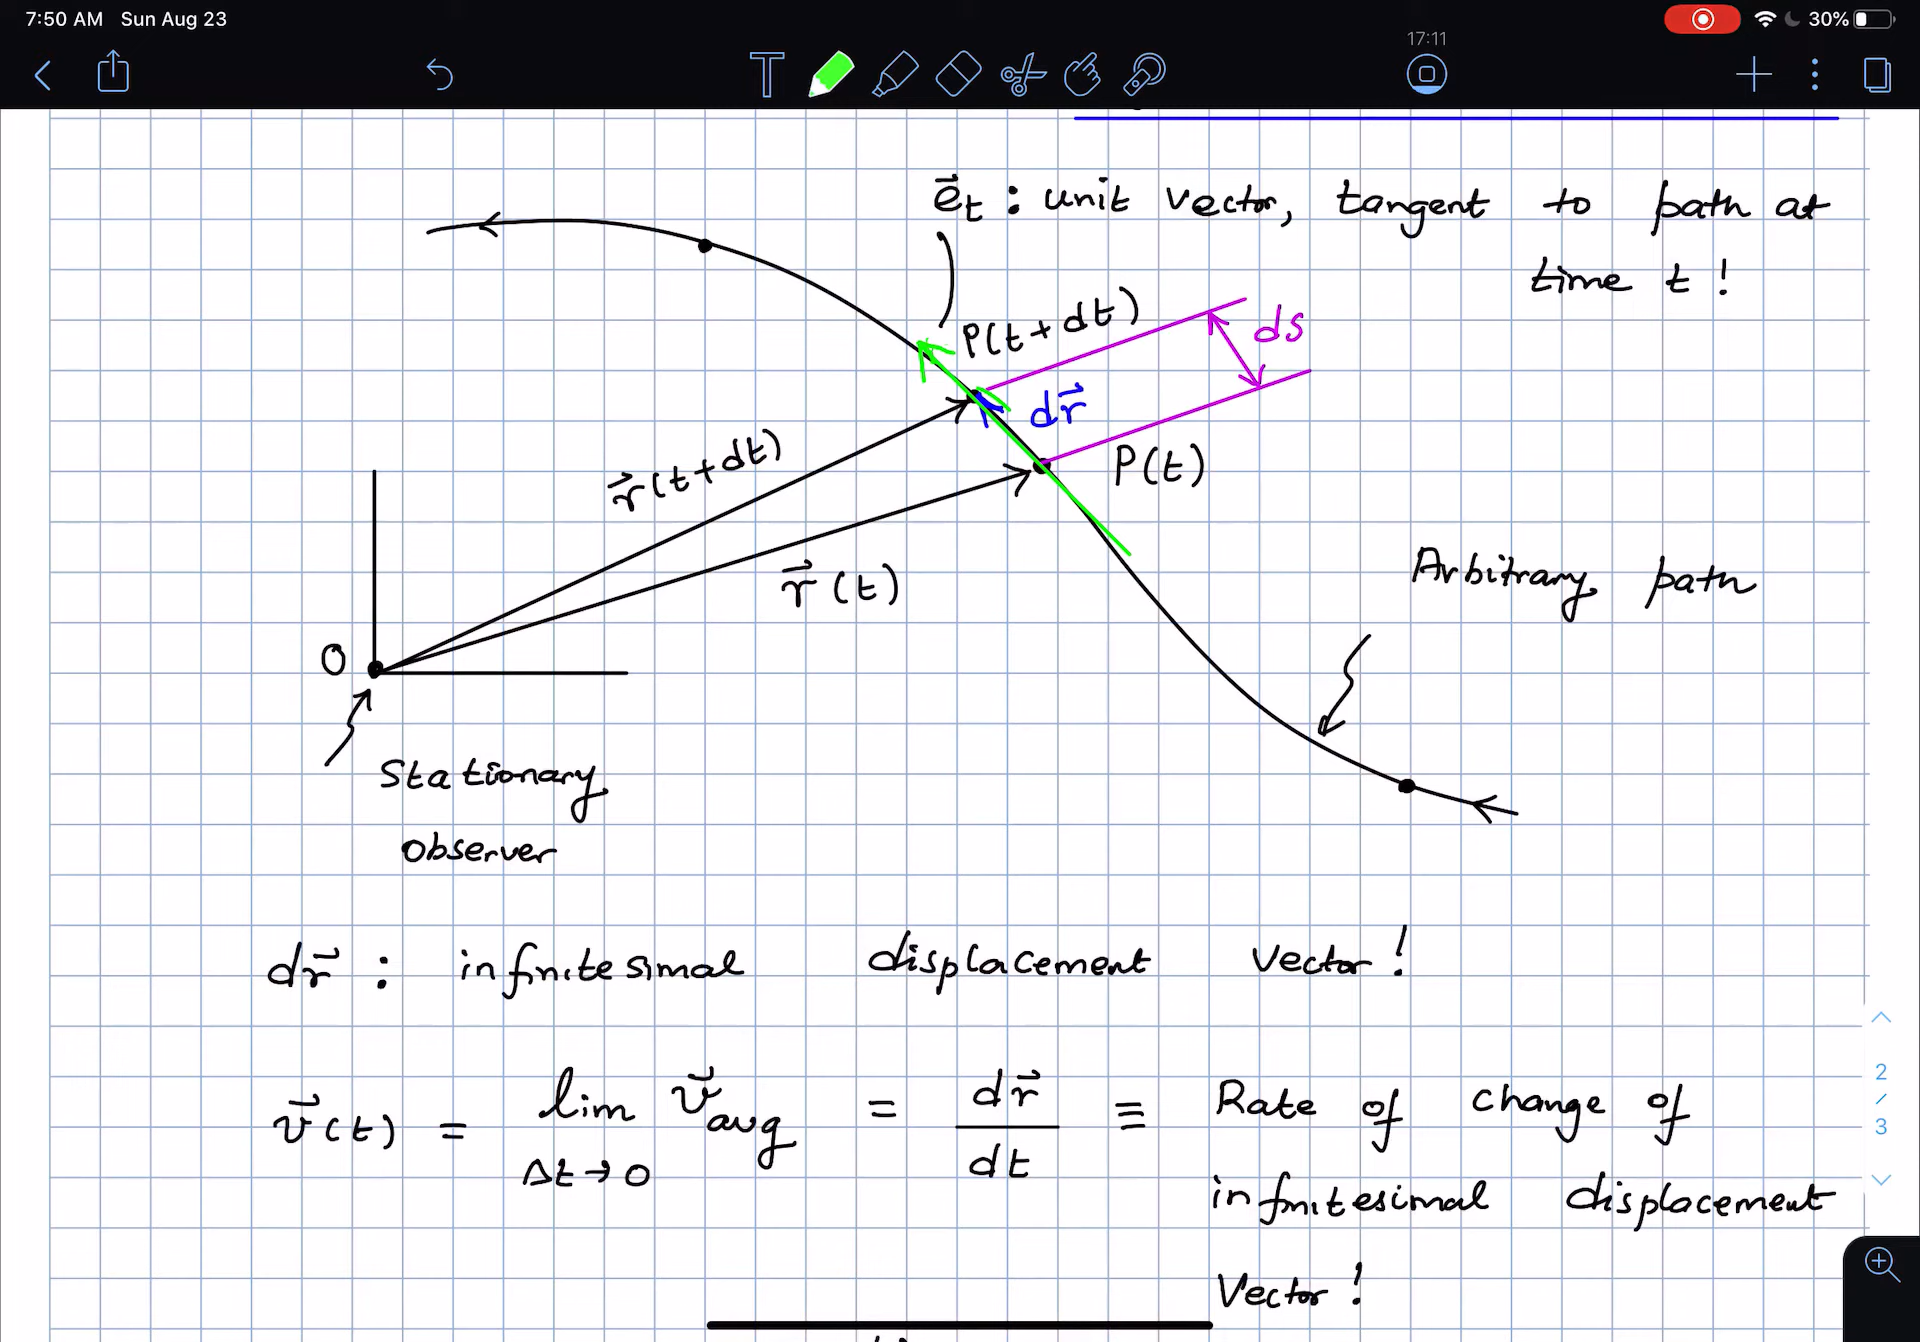 7:50 AM Sun Aug 23
30%
17:11
T
e⃗t : unit vector, tangent to path at
time t !
P(t+dt)
ds
dr⃗
r⃗(t+dt)
P(t)
r⃗(t)
Arbitrary path
O
Stationary
observer
dr⃗ : infinitesimal displacement vector!
v⃗(t) = lim Δt→0 v⃗avg = dr⃗/dt ≡ Rate of change of
infinitesimal displacement
Vector!
2
/
3